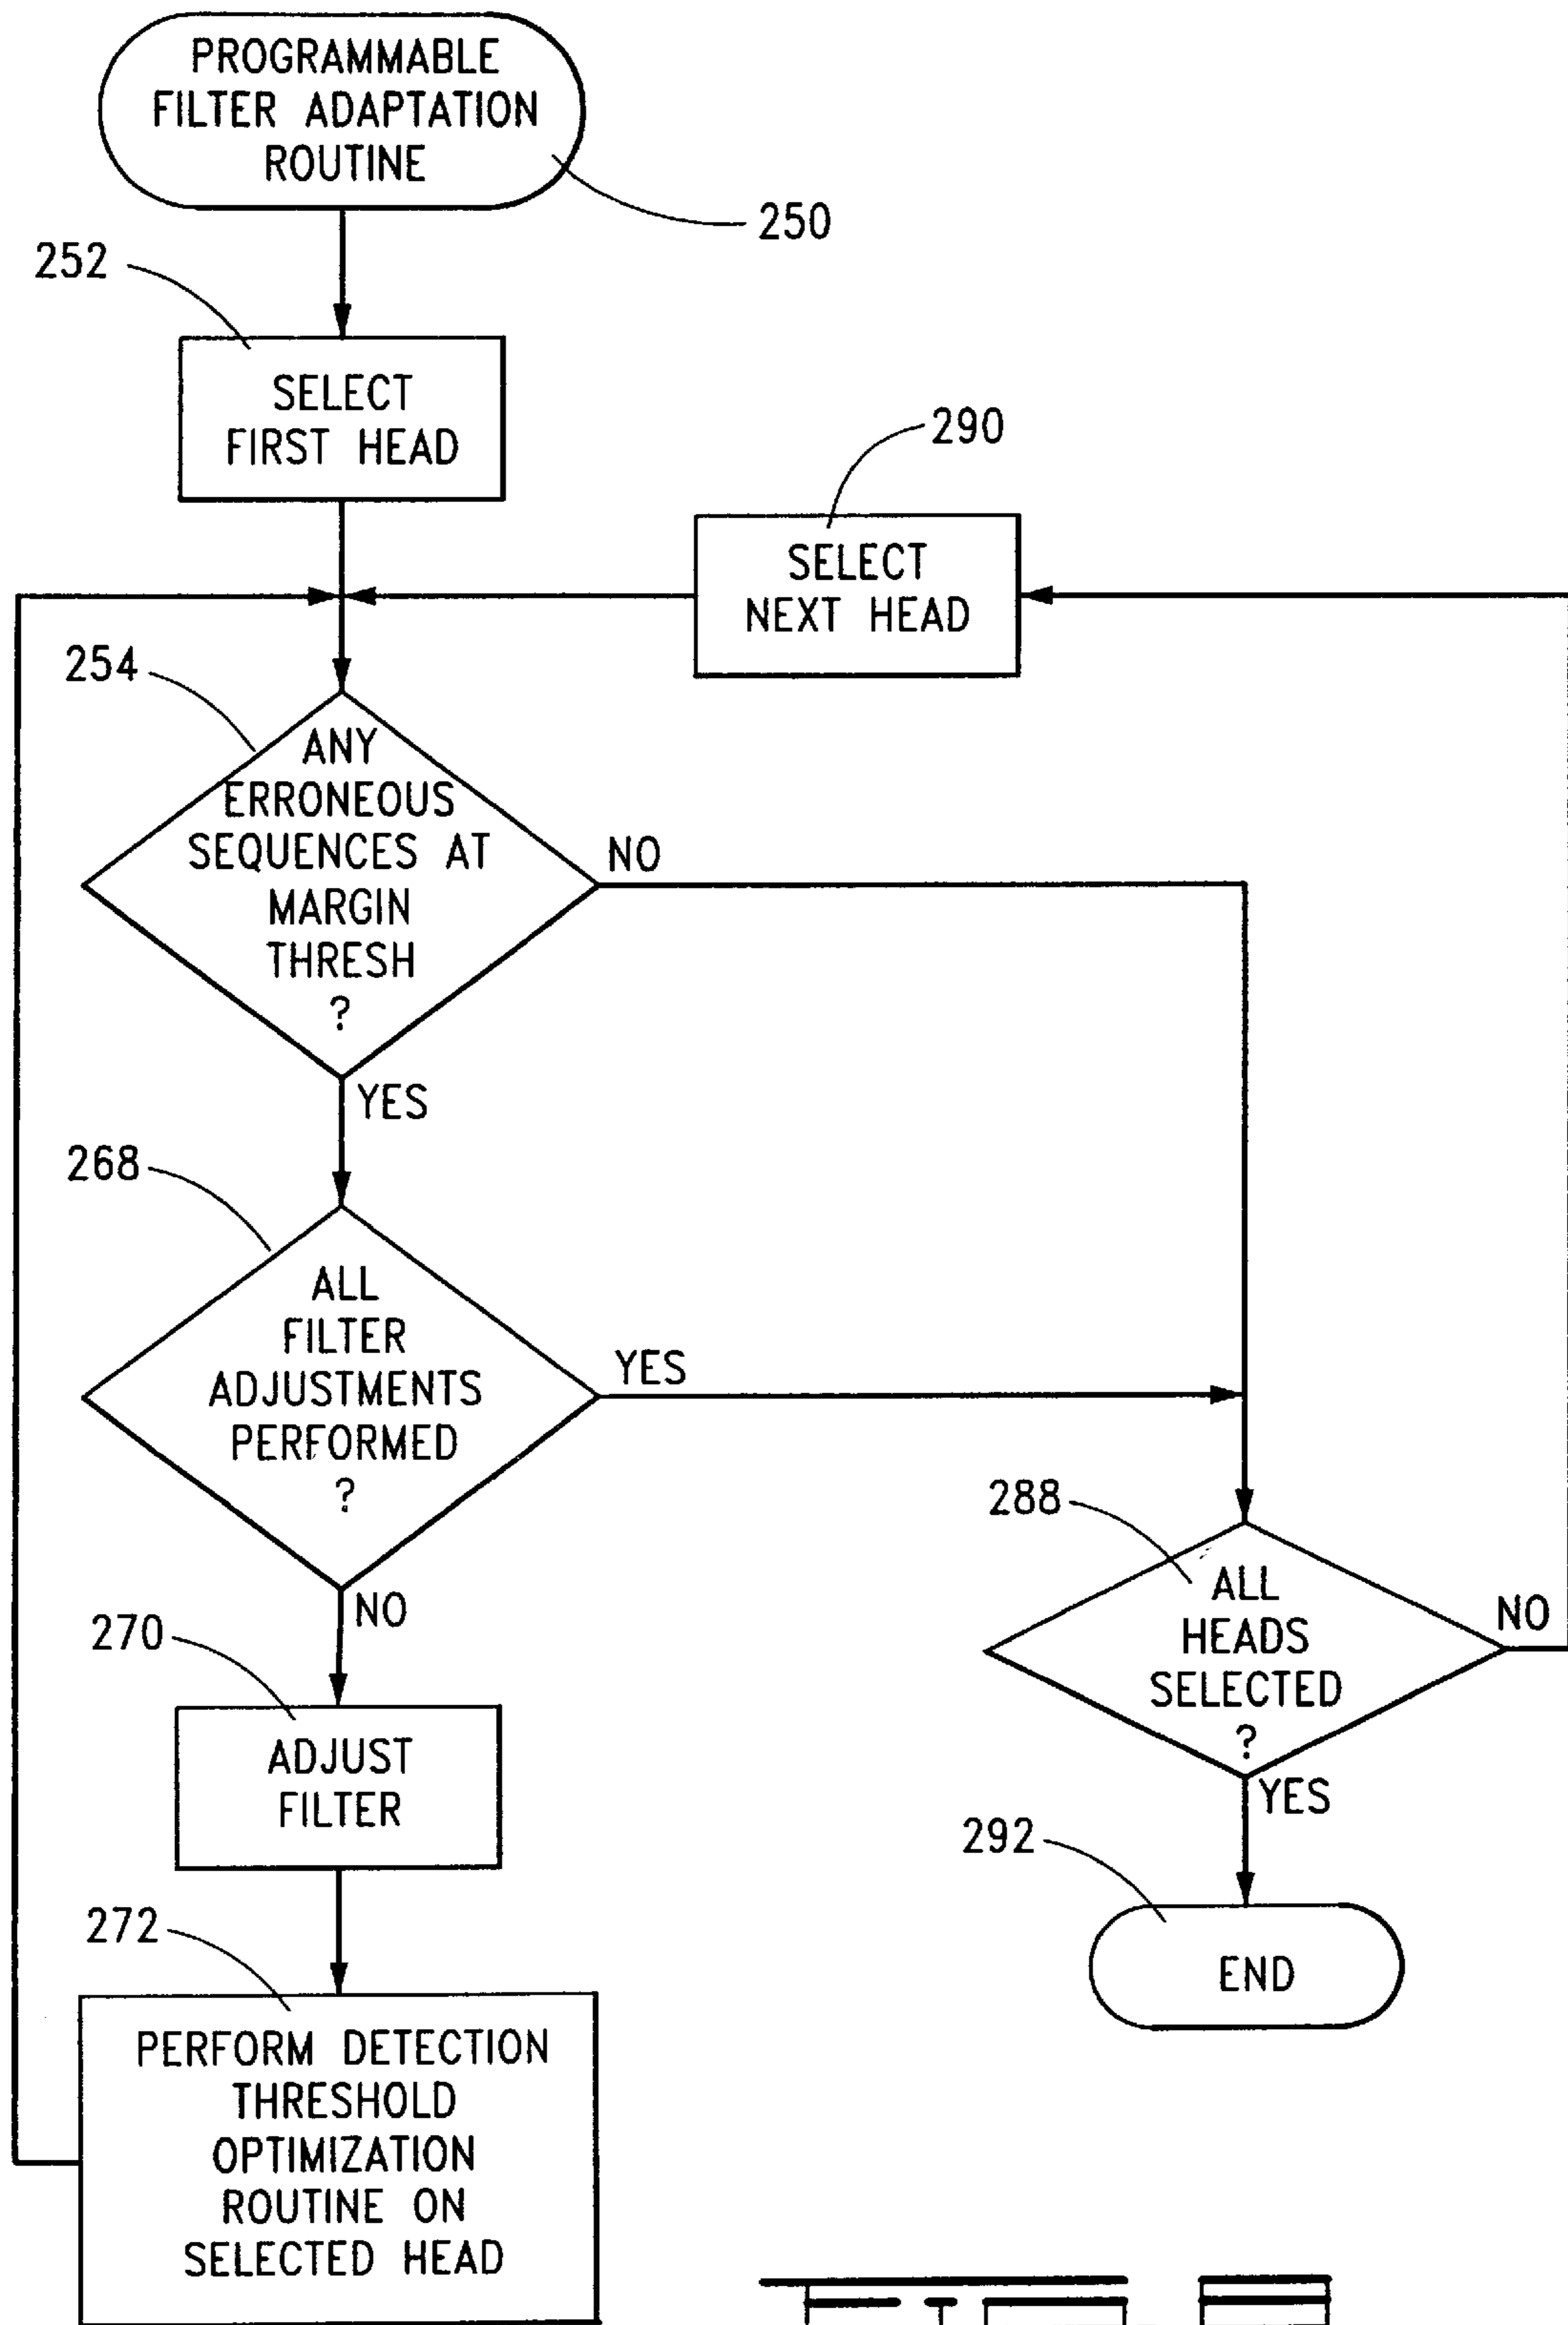 PROGRAMMABLE
FILTER ADAPTATION
ROUTINE
250
252
SELECT
FIRST HEAD
290
SELECT
NEXT HEAD
254
ANY
ERRONEOUS
SEQUENCES AT
MARGIN
THRESH
?
NO
YES
268
ALL
FILTER
ADJUSTMENTS
PERFORMED
?
YES
NO
288
ALL
HEADS
SELECTED
?
NO
YES
270
ADJUST
FILTER
292
END
272
PERFORM DETECTION
THRESHOLD
OPTIMIZATION
ROUTINE ON
SELECTED HEAD